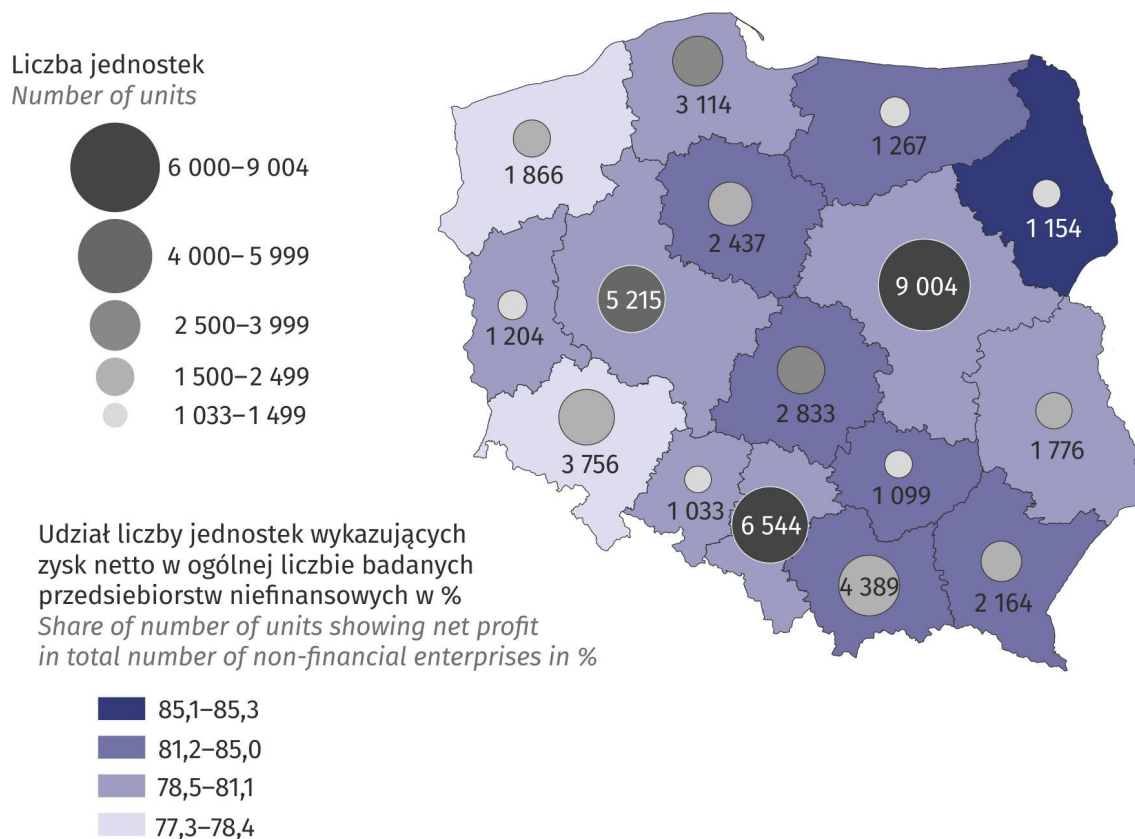 Liczba jednostek
Number of units
6 000–9 004
4 000– 5 999
2 500–3 999
1 500–2 499
1 033–1 499
Udział liczby jednostek wykazujących
zysk netto w ogólnej liczbie badanych
przedsiebiorstw niefinansowych w %
Share of number of units showing net profit
in total number of non-financial enterprises in %
85,1–85,3
81,2–85,0
78,5–81,1
77,3–78,4
3 114
1 866
1 267
1 154
2 437
9 004
5 215
1 204
2 833
1 776
3 756
1 033
1 099
6 544
4 389
2 164